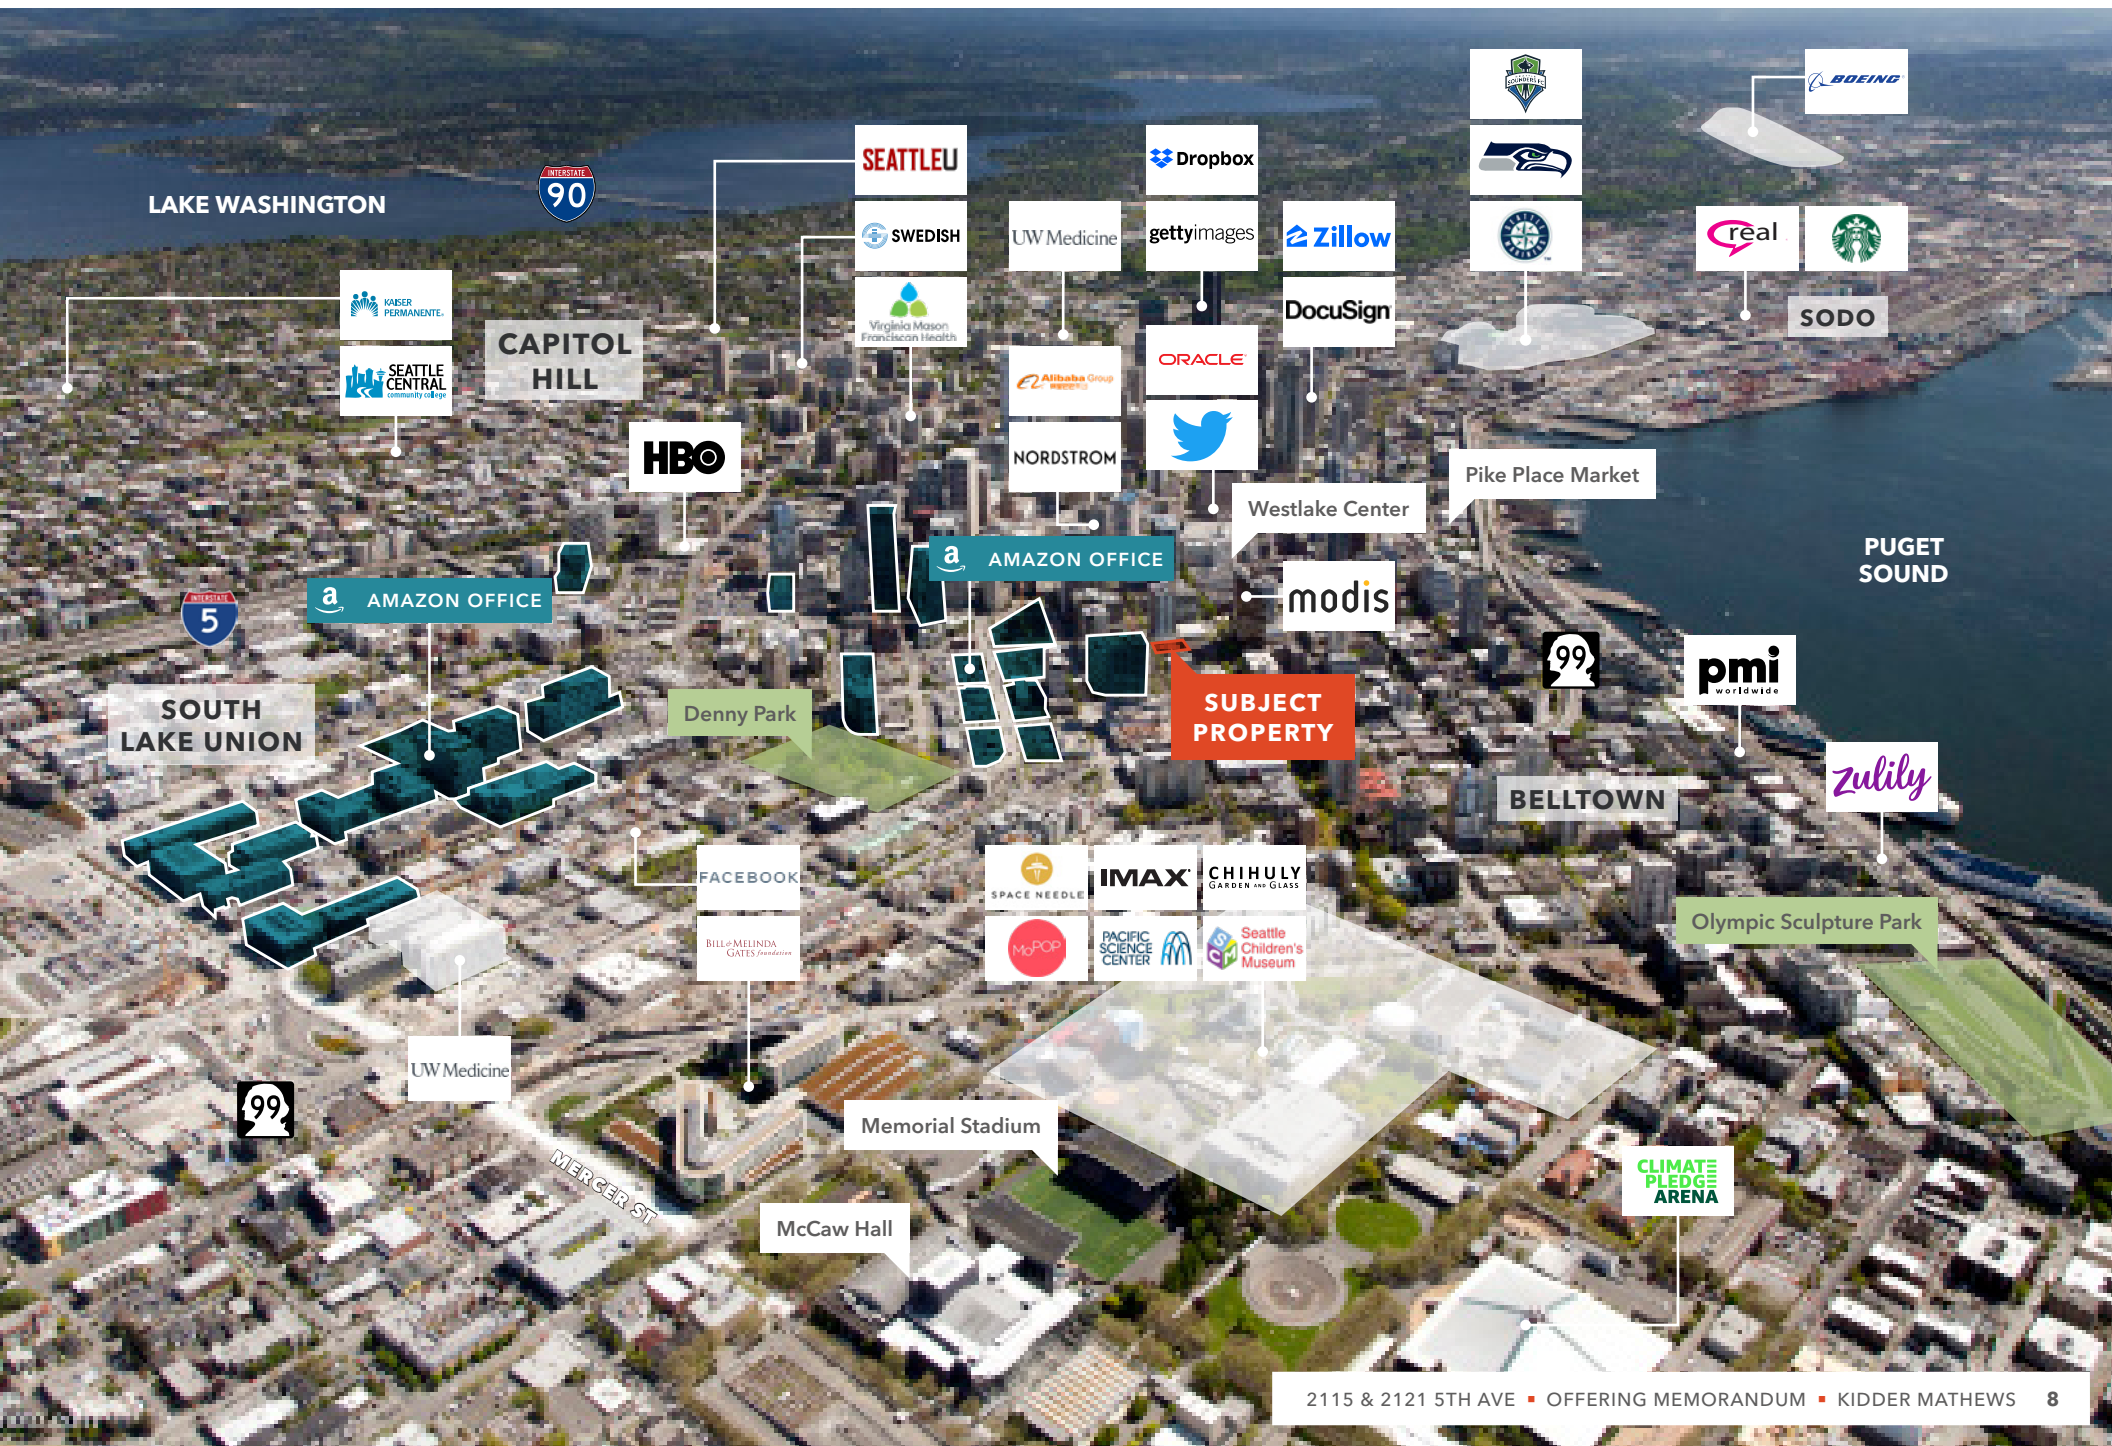 SOUNDERS FC
BOEING
SEATTLEU
Dropbox
INTERSTATE
90
LAKE WASHINGTON
SWEDISH
UW Medicine
gettyimages
Zillow
SEATTLE
MARINERS
real
KAISER
PERMANENTE
Virginia Mason
Franciscan Health
DocuSign
SODO
CAPITOL
HILL
ORACLE
SEATTLE
CENTRAL
community college
Alibaba Group
HBO
NORDSTROM
Pike Place Market
Westlake Center
PUGET
SOUND
a AMAZON OFFICE
a AMAZON OFFICE
INTERSTATE
5
modis
99
pmi
worldwide
SOUTH
LAKE UNION
Denny Park
SUBJECT
PROPERTY
zulily
BELLTOWN
FACEBOOK
SPACE NEEDLE
IMAX
CHIHULY
GARDEN AND GLASS
Olympic Sculpture Park
BILL & MELINDA
GATES foundation
MoPOP
PACIFIC
SCIENCE
CENTER
SCM
Seattle
Children's
Museum
UW Medicine
99
Memorial Stadium
MERCER ST
CLIMATE
PLEDGE
ARENA
McCaw Hall
2115 & 2121 5TH AVE ▪ OFFERING MEMORANDUM ▪ KIDDER MATHEWS 8